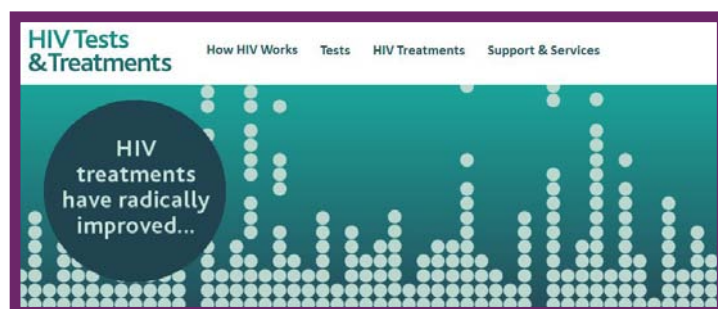 HIV Tests
& Treatments
How HIV Works Tests HIV Treatments Support & Services
HIV
treatments
have radically
improved...